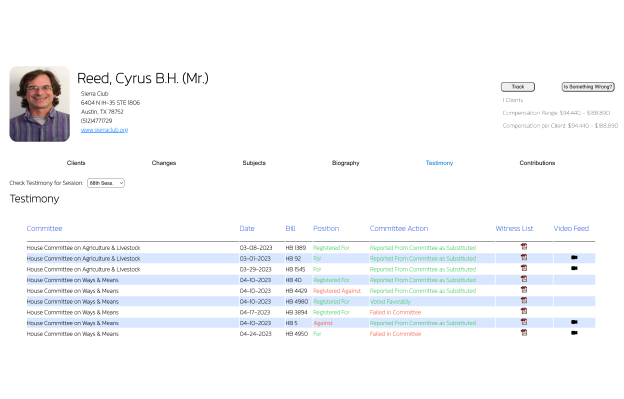 Reed, Cyrus B.H. (Mr.)
Sierra Club
6404 N IH-35 STE 1806
Austin, TX 78752
(512)4771729
www.sierraclub.org
Track
Is Something Wrong?
1 Clients
Compensation Range: $94,440 - $188,890
Compensation per Client: $94,440 - $188,890
Clients Changes Subjects Biography Testimony Contributions
Check Testimony for Session: 88th Sess.
Testimony
Committee Date Bill Position Committee Action Witness List Video Feed
House Committee on Agriculture & Livestock 03-08-2023 HB 1389 Registered For Reported From Committee as Substituted
House Committee on Agriculture & Livestock 03-01-2023 HB 92 For Reported From Committee as Substituted
House Committee on Agriculture & Livestock 03-29-2023 HB 1545 For Reported From Committee as Substituted
House Committee on Ways & Means 04-10-2023 HB 40 Registered For Reported From Committee as Substituted
House Committee on Ways & Means 04-10-2023 HB 4429 Registered Against Reported From Committee as Substituted
House Committee on Ways & Means 04-10-2023 HB 4980 Registered For Voted Favorably
House Committee on Ways & Means 04-17-2023 HB 3894 Registered For Failed in Committee
House Committee on Ways & Means 04-10-2023 HB 5 Against Reported From Committee as Substituted
House Committee on Ways & Means 04-24-2023 HB 4950 For Failed in Committee